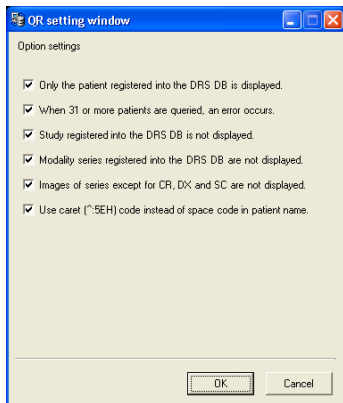 QR setting window
Option settings
Only the patient registered into the DRS DB is displayed.
When 31 or more patients are queried, an error occurs.
Study registered into the DRS DB is not displayed.
Modality series registered into the DRS DB are not displayed.
Images of series except for CR, DX and SC are not displayed.
Use caret (^:5EH) code instead of space code in patient name.
OK Cancel